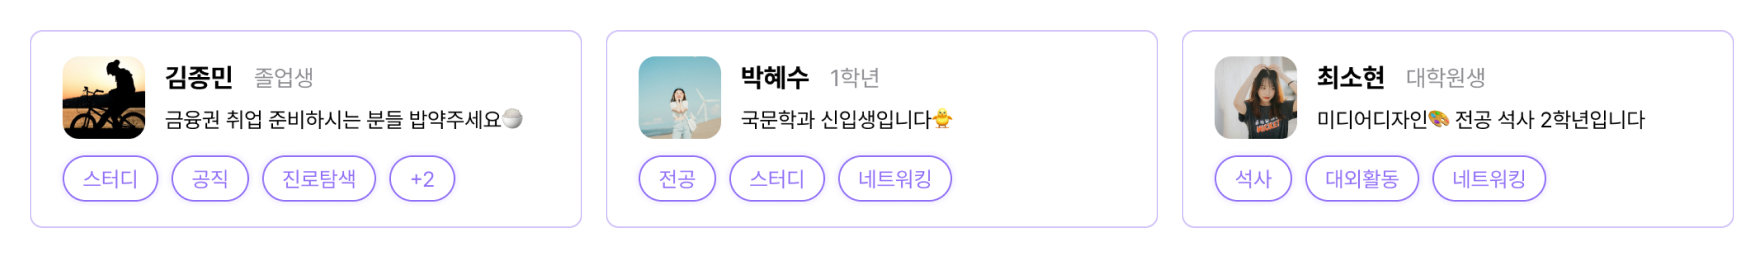 김종민 졸업생
금융권 취업 준비하시는 분들 밥약주세요🍚
스터디 공직 진로탐색 +2
박혜수 1학년
국문학과 신입생입니다🐥
전공 스터디 네트워킹
최소현 대학원생
미디어디자인🎨 전공 석사 2학년입니다
석사 대외활동 네트워킹